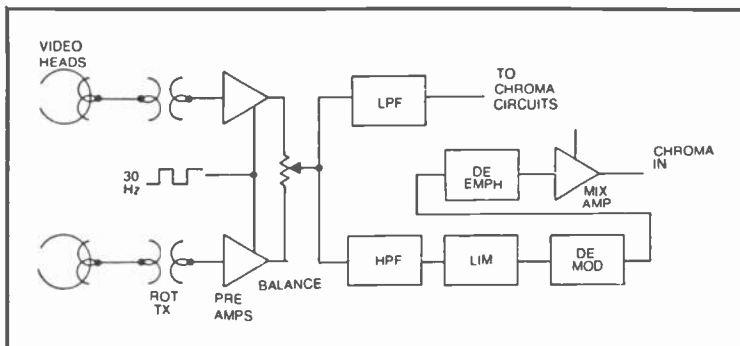 VIDEO
HEADS
30
Hz
ROT
TX
PRE
AMPS
BALANCE
LPF
TO
CHROMA
CIRCUITS
DE
EMPH
MIX
AMP
CHROMA
IN
HPF
LIM
DE
MOD